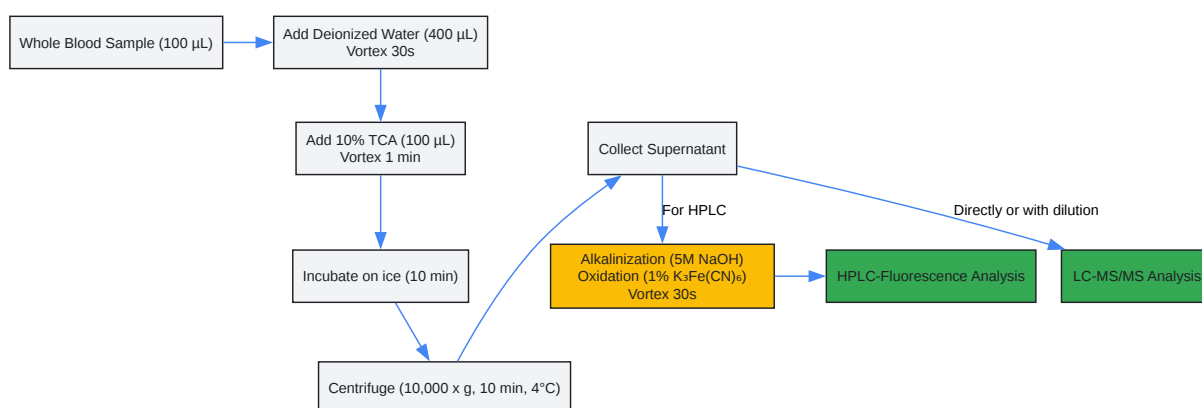 Whole Blood Sample (100 µL)
Add Deionized Water (400 µL)
Vortex 30s
Add 10% TCA (100 µL)
Vortex 1 min
Incubate on ice (10 min)
Centrifuge (10,000 x g, 10 min, 4°C)
Collect Supernatant
For HPLC
Directly or with dilution
Alkalinization (5M NaOH)
Oxidation (1% K₃Fe(CN)₆)
Vortex 30s
HPLC-Fluorescence Analysis
LC-MS/MS Analysis